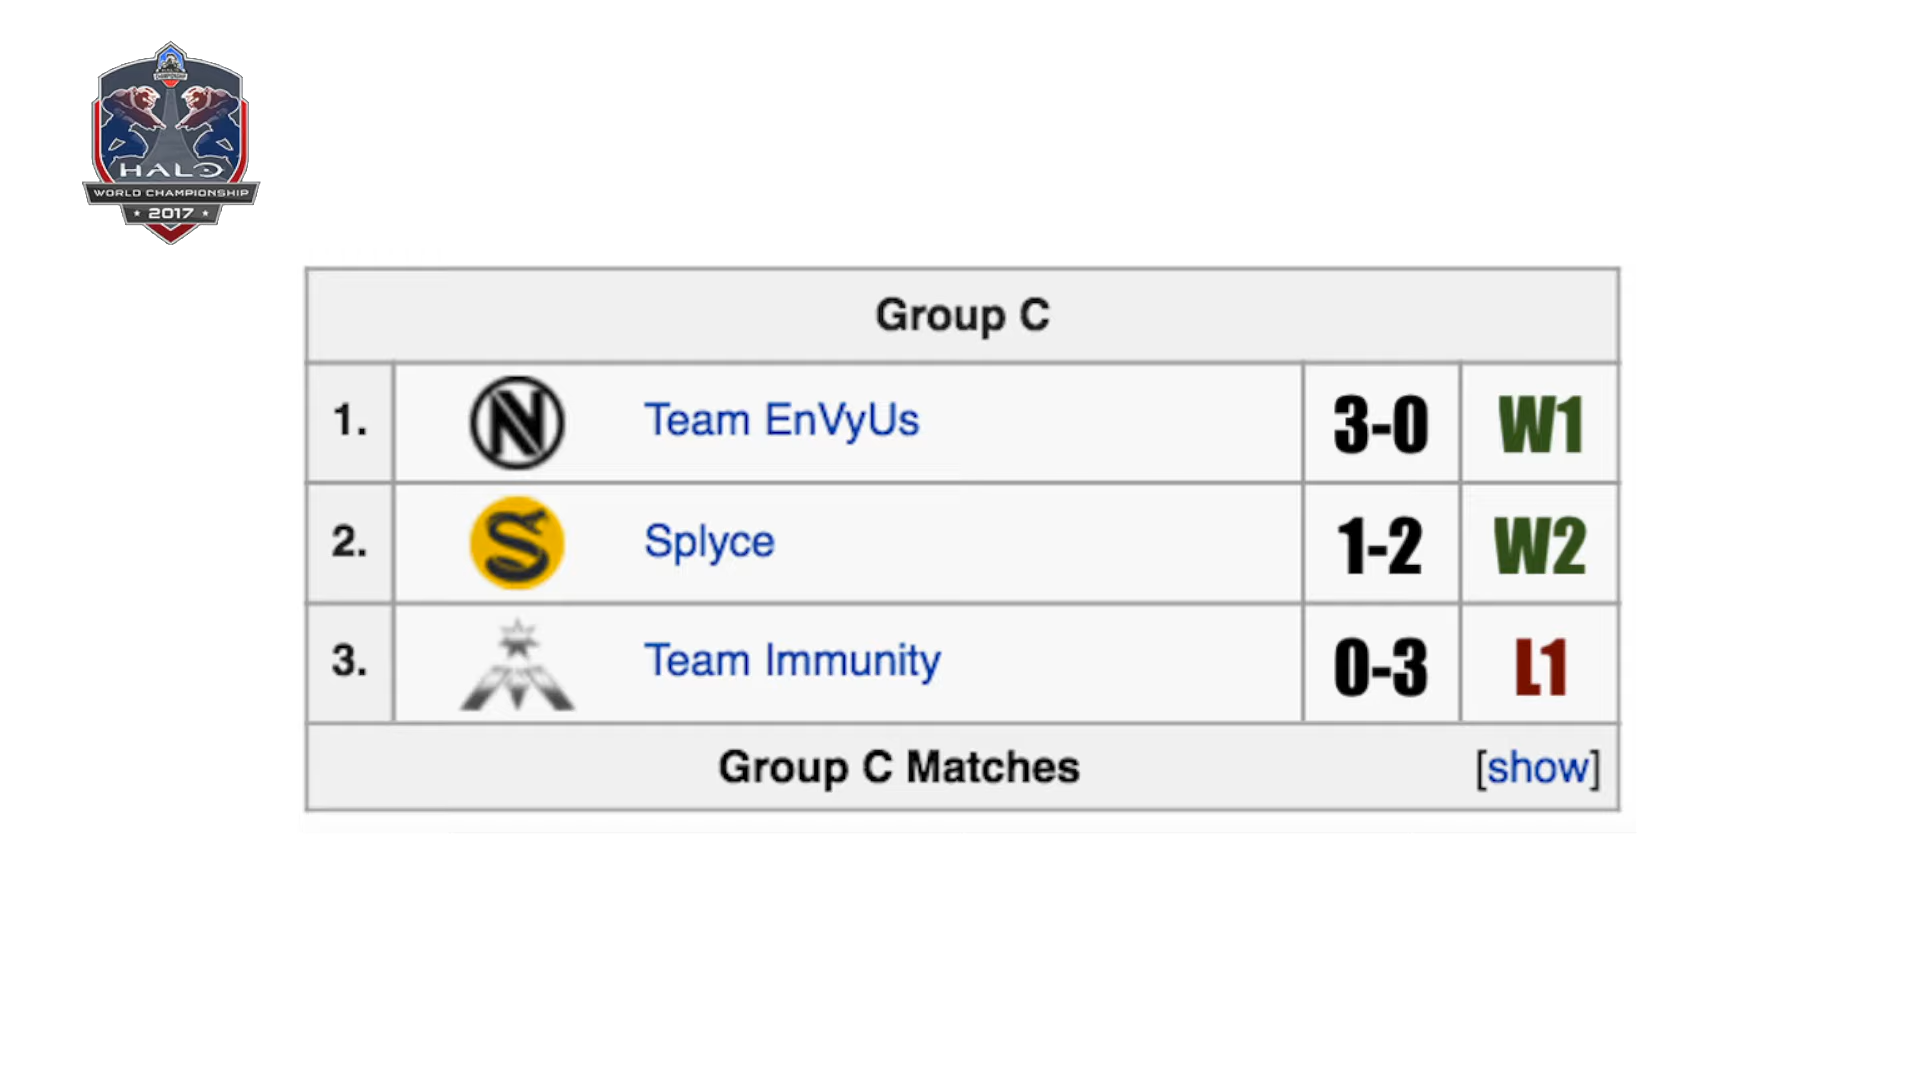 HALO
WORLD CHAMPIONSHIP
2017
Group C
1. Team EnVyUs 3-0 W1
2. Splyce 1-2 W2
3. Team Immunity 0-3 L1
Group C Matches [show]